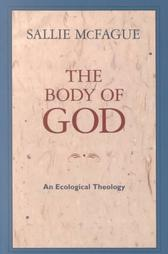 SALLIE McFAGUE
THE
BODY OF
GOD
An Ecological Theology